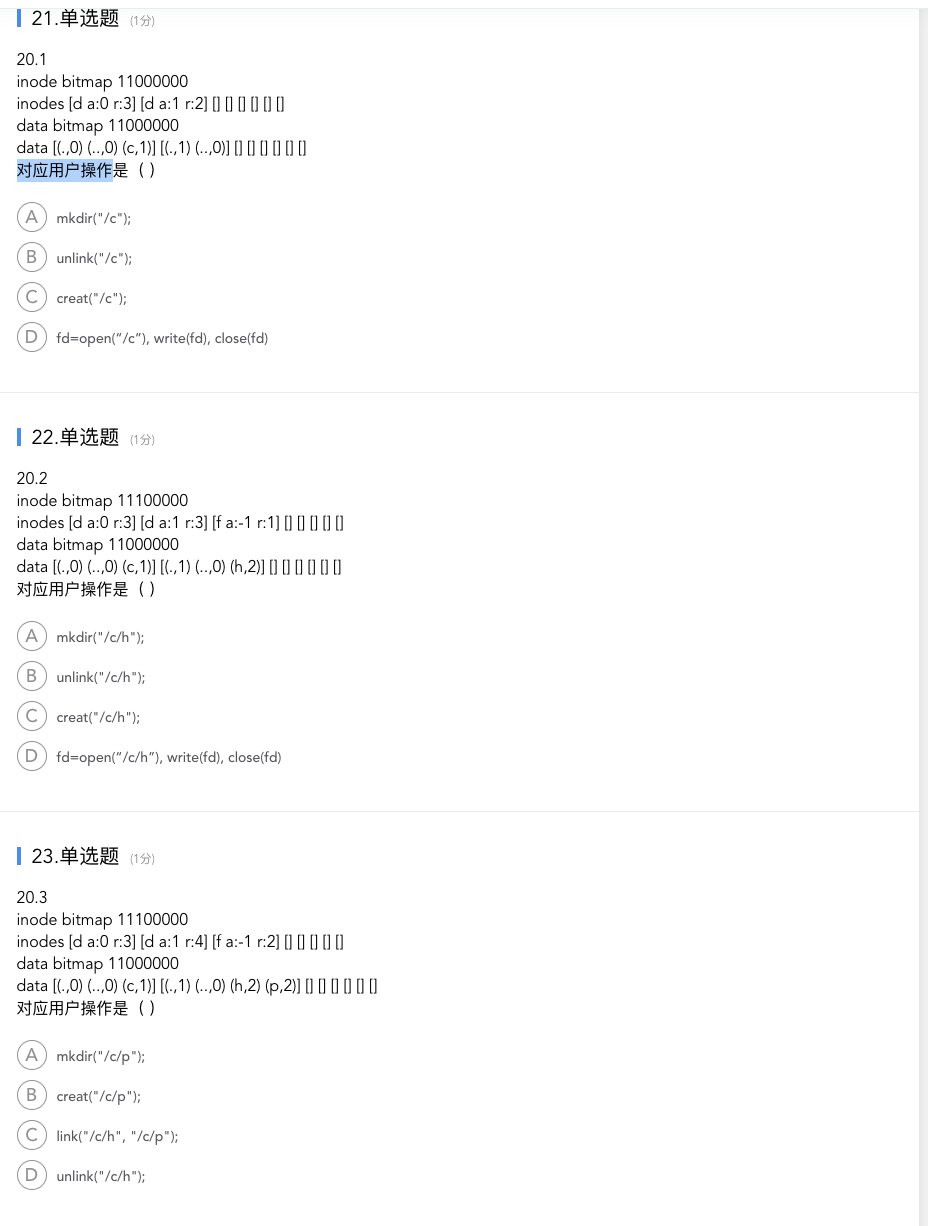 21.单选题 (1分)
20.1
inode bitmap 11000000
inodes [d a:0 r:3] [d a:1 r:2] [] [] [] [] [] []
data bitmap 11000000
data [(.,0) (..,0) (c,1)] [(.,1) (..,0)] [] [] [] [] [] []
对应用户操作是（ ）
A mkdir("/c");
B unlink("/c");
C creat("/c");
D fd=open(“/c”), write(fd), close(fd)
22.单选题 (1分)
20.2
inode bitmap 11100000
inodes [d a:0 r:3] [d a:1 r:3] [f a:-1 r:1] [] [] [] [] []
data bitmap 11000000
data [(.,0) (..,0) (c,1)] [(.,1) (..,0) (h,2)] [] [] [] [] [] []
对应用户操作是（ ）
A mkdir("/c/h");
B unlink("/c/h");
C creat("/c/h");
D fd=open(“/c/h”), write(fd), close(fd)
23.单选题 (1分)
20.3
inode bitmap 11100000
inodes [d a:0 r:3] [d a:1 r:4] [f a:-1 r:2] [] [] [] [] []
data bitmap 11000000
data [(.,0) (..,0) (c,1)] [(.,1) (..,0) (h,2) (p,2)] [] [] [] [] [] []
对应用户操作是（ ）
A mkdir("/c/p");
B creat("/c/p");
C link("/c/h", "/c/p");
D unlink("/c/h");